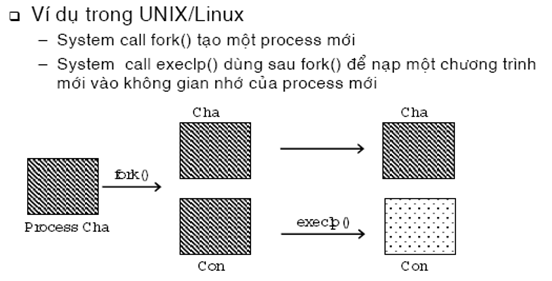 Ví dụ trong UNIX/Linux
– System call fork() tạo một process mới
– System call execlp() dùng sau fork() để nạp một chương trình
mới vào không gian nhớ của process mới
Cha
Cha
fork()
Process Cha
execlp()
Con
Con